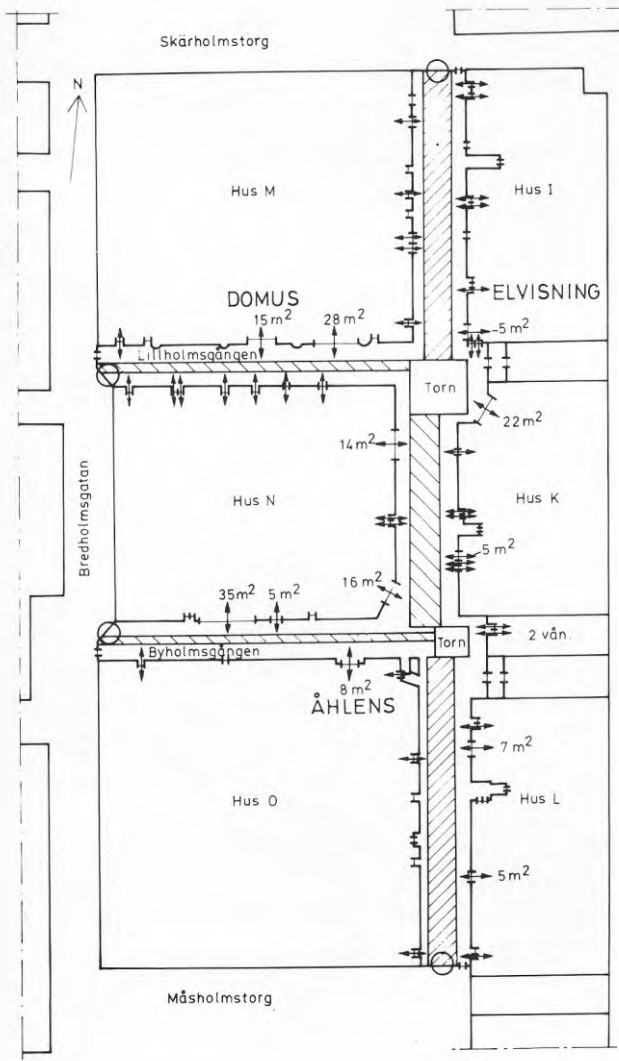 Skärholmstorg
N
Hus M
Hus I
DOMUS
ELVISNING
15 m²
28 m²
5 m²
Lillholmsgången
Torn
22 m²
14 m²
Bredholmsgatan
Hus N
Hus K
5 m²
16 m²
35 m²
5 m²
2 vån.
Torn
Byholmsgången
8 m²
ÅHLENS
7 m²
Hus O
Hus L
5 m²
Måsholmstorg